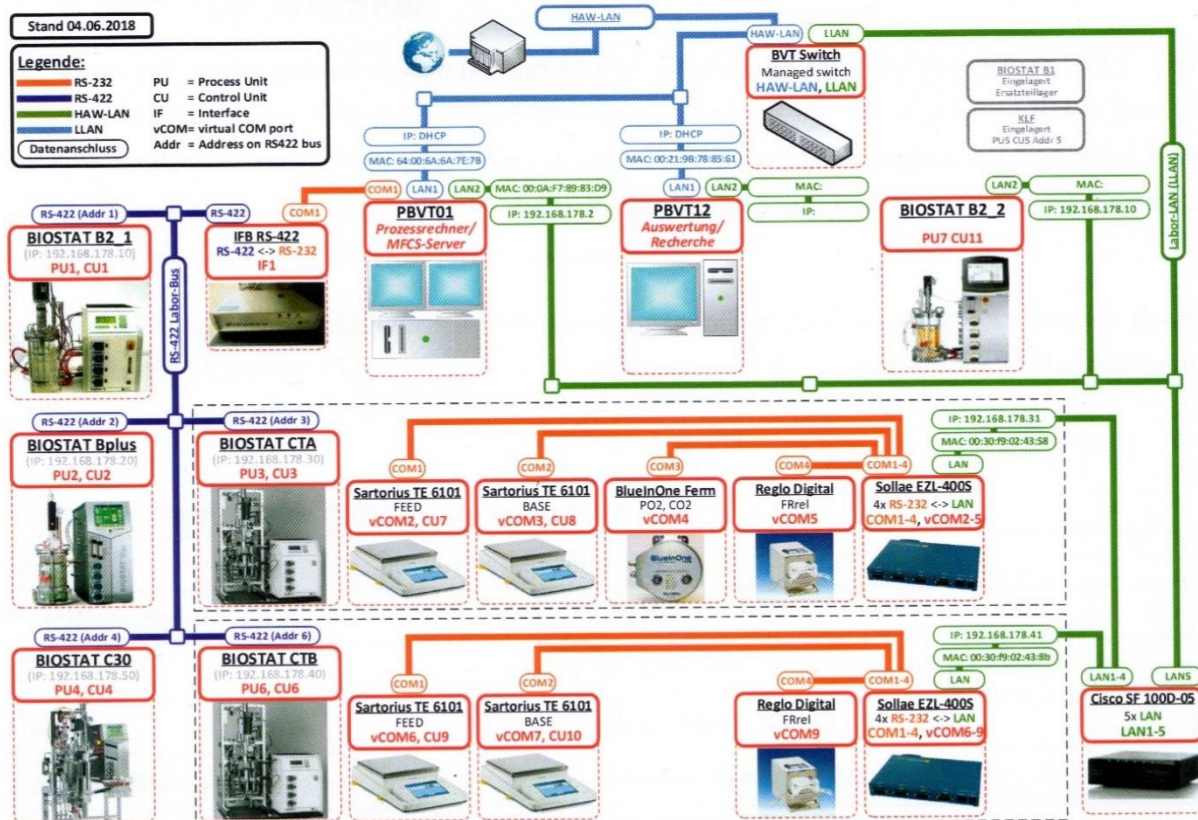 Stand 04.06.2018
Legende:
RS-232
RS-422
HAW-LAN
LLAN
Datenanschluss
PU = Process Unit
CU = Control Unit
IF = Interface
vCOM= virtual COM port
Addr = Address on RS422 bus
HAW-LAN
HAW-LAN
LLAN
BVT Switch
Managed switch
HAW-LAN, LLAN
BIOSTAT B1
Eingelagert
Ersatzteillager
KLF
Eingelagert
PU5 CU5 Addr 5
IP: DHCP
MAC: 64:00:6A:6A:7E:78
IP: DHCP
MAC: 00:21:9B:78:85:61
Labor-LAN (LLAN)
RS-422 (Addr 1)
BIOSTAT B2_1
(IP: 192.168.178.10)
PU1, CU1
RS-422 Labor-Bus
RS-422
COM1
IFB RS-422
RS-422 <-> RS-232
IF1
COM1
LAN1
LAN2
MAC: 00:0A:F7:89:83:D9
IP: 192.168.178.2
PBVT01
Prozessrechner/
MFCS-Server
LAN1
LAN2
MAC:
IP:
PBVT12
Auswertung/
Recherche
LAN2
MAC:
IP: 192.168.178.10
BIOSTAT B2_2
PU7 CU11
RS-422 (Addr 2)
BIOSTAT Bplus
(IP: 192.168.178.20)
PU2, CU2
RS-422 (Addr 3)
BIOSTAT CTA
(IP: 192.168.178.30)
PU3, CU3
COM1
Sartorius TE 6101
FEED
vCOM2, CU7
COM2
Sartorius TE 6101
BASE
vCOM3, CU8
COM3
BlueInOne Ferm
PO2, CO2
vCOM4
BlueInOne
COM4
Reglo Digital
FRrel
vCOM5
COM1-4
IP: 192.168.178.31
MAC: 00:30:f9:02:43:58
LAN
Sollae EZL-400S
4x RS-232 <-> LAN
COM1-4, vCOM2-5
RS-422 (Addr 4)
BIOSTAT C30
(IP: 192.168.178.50)
PU4, CU4
RS-422 (Addr 6)
BIOSTAT CTB
(IP: 192.168.178.40)
PU6, CU6
COM1
Sartorius TE 6101
FEED
vCOM6, CU9
COM2
Sartorius TE 6101
BASE
vCOM7, CU10
COM4
Reglo Digital
FRrel
vCOM9
COM1-4
IP: 192.168.178.41
MAC: 00:30:f9:02:43:8b
LAN
Sollae EZL-400S
4x RS-232 <-> LAN
COM1-4, vCOM6-9
LAN1-4
LAN5
Cisco SF 100D-05
5x LAN
LAN1-5